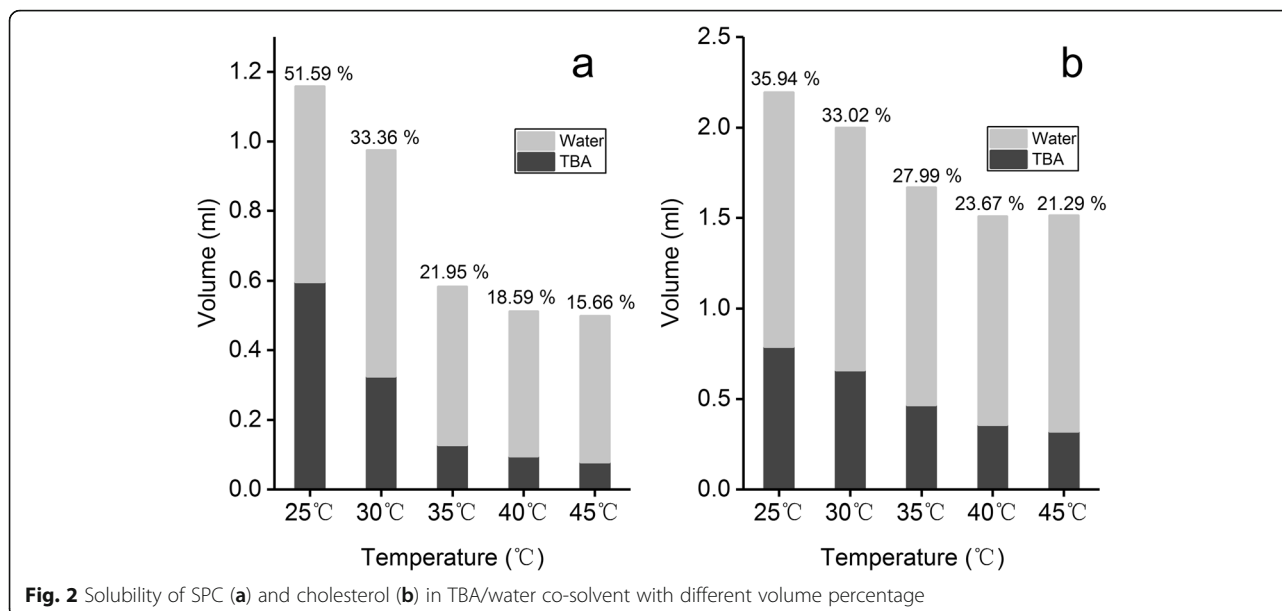 a
51.59 %
33.36 %
21.95 %
18.59 %
15.66 %
Water
TBA
Volume (ml)
1.2
1.0
0.8
0.6
0.4
0.2
0.0
25℃ 30℃ 35℃ 40℃ 45℃
Temperature (℃)
b
35.94 %
33.02 %
27.99 %
23.67 %
21.29 %
Water
TBA
Volume (ml)
2.5
2.0
1.5
1.0
0.5
0.0
25℃ 30℃ 35℃ 40℃ 45℃
Temperature (℃)
Fig. 2 Solubility of SPC (a) and cholesterol (b) in TBA/water co-solvent with different volume percentage